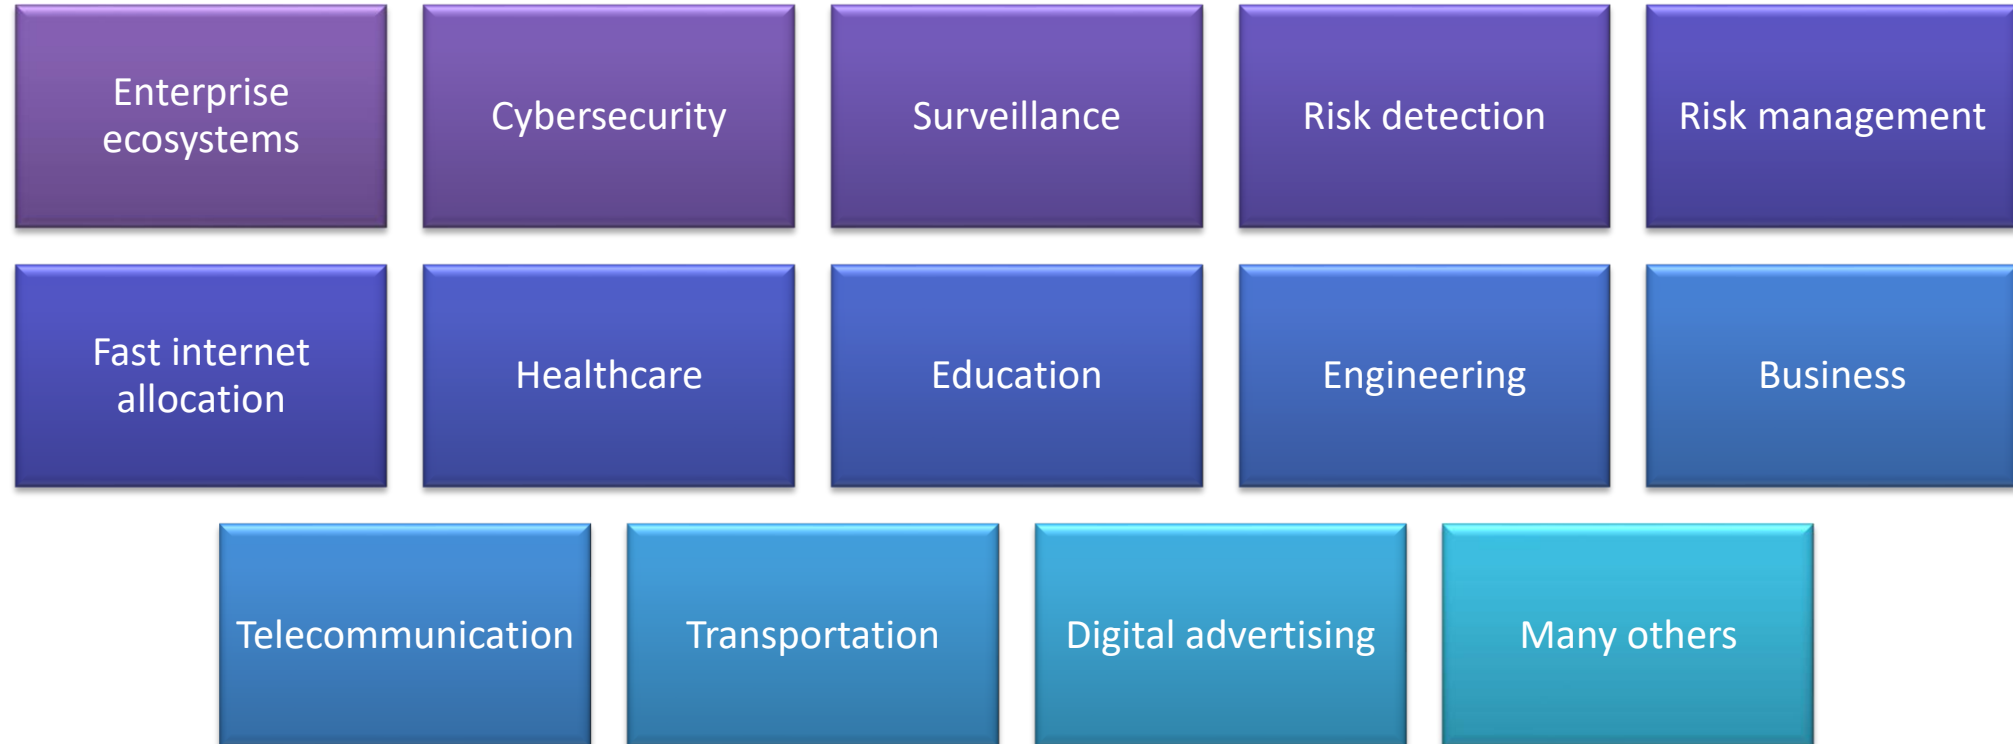 Enterprise
ecosystems
Cybersecurity
Surveillance
Risk detection
Risk management
Fast internet
allocation
Healthcare
Education
Engineering
Business
Telecommunication
Transportation
Digital advertising
Many others